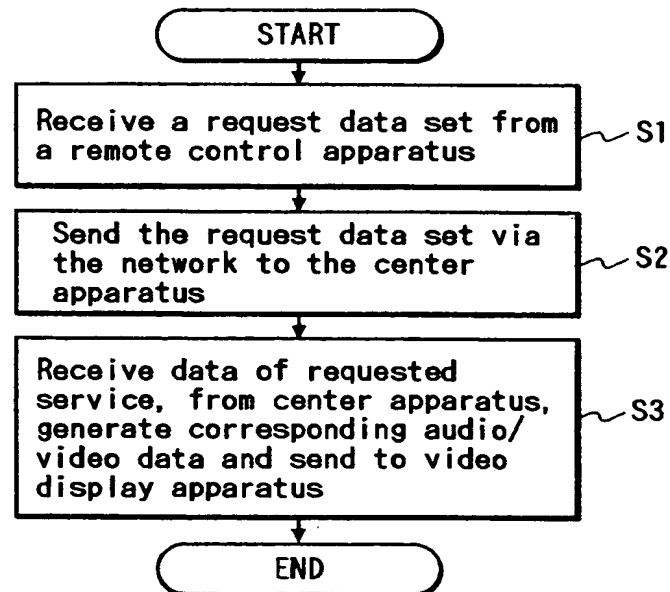 START
Receive a request data set from
a remote control apparatus
S1
Send the request data set via
the network to the center
apparatus
S2
Receive data of requested
service, from center apparatus,
generate corresponding audio/
video data and send to video
display apparatus
S3
END